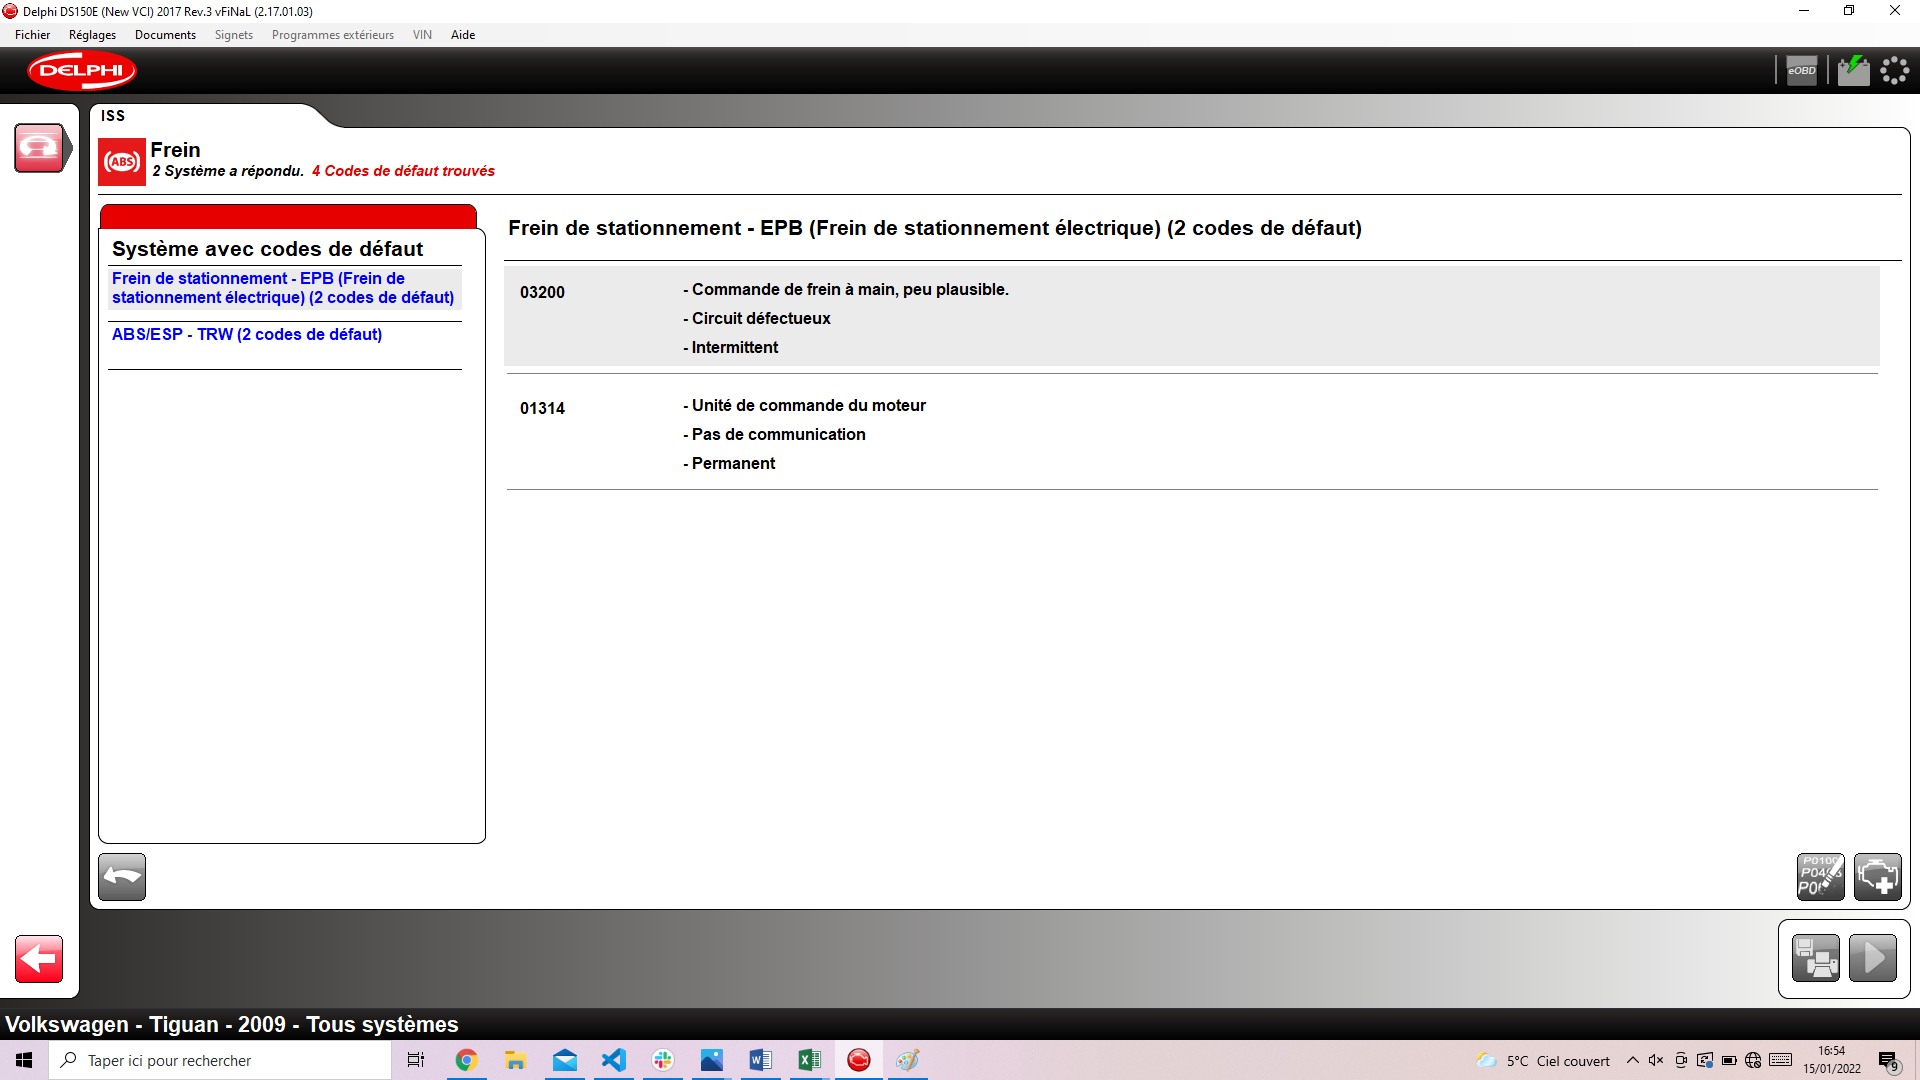 Delphi DS150E (New VCI) 2017 Rev.3 vFiNaL (2.17.01.03)
Fichier Réglages Documents Signets Programmes extérieurs VIN Aide
DELPHI
eOBD
ISS
ABS
Frein
2 Système a répondu. 4 Codes de défaut trouvés
Système avec codes de défaut
Frein de stationnement - EPB (Frein de
stationnement électrique) (2 codes de défaut)
ABS/ESP - TRW (2 codes de défaut)
Frein de stationnement - EPB (Frein de stationnement électrique) (2 codes de défaut)
03200
- Commande de frein à main, peu plausible.
- Circuit défectueux
- Intermittent
01314
- Unité de commande du moteur
- Pas de communication
- Permanent
Volkswagen - Tiguan - 2009 - Tous systèmes
Taper ici pour rechercher
5°C Ciel couvert
16:54
15/01/2022
9